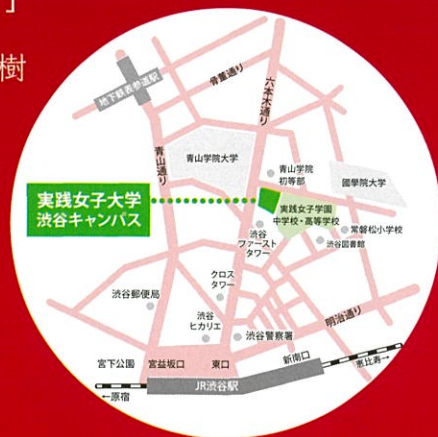 樹
地下鉄表参道駅
骨董通り
六本木通り
青山通り
青山学院大学
青山学院
初等部
國學院大学
実践女子大学
渋谷キャンパス
実践女子学園
中学校・高等学校
常磐松小学校
渋谷図書館
渋谷
ファースト
タワー
クロス
タワー
渋谷郵便局
渋谷
ヒカリエ
渋谷警察署
明治通り
宮下公園
宮益坂口
東口
新南口
恵比寿→
JR渋谷駅
←原宿